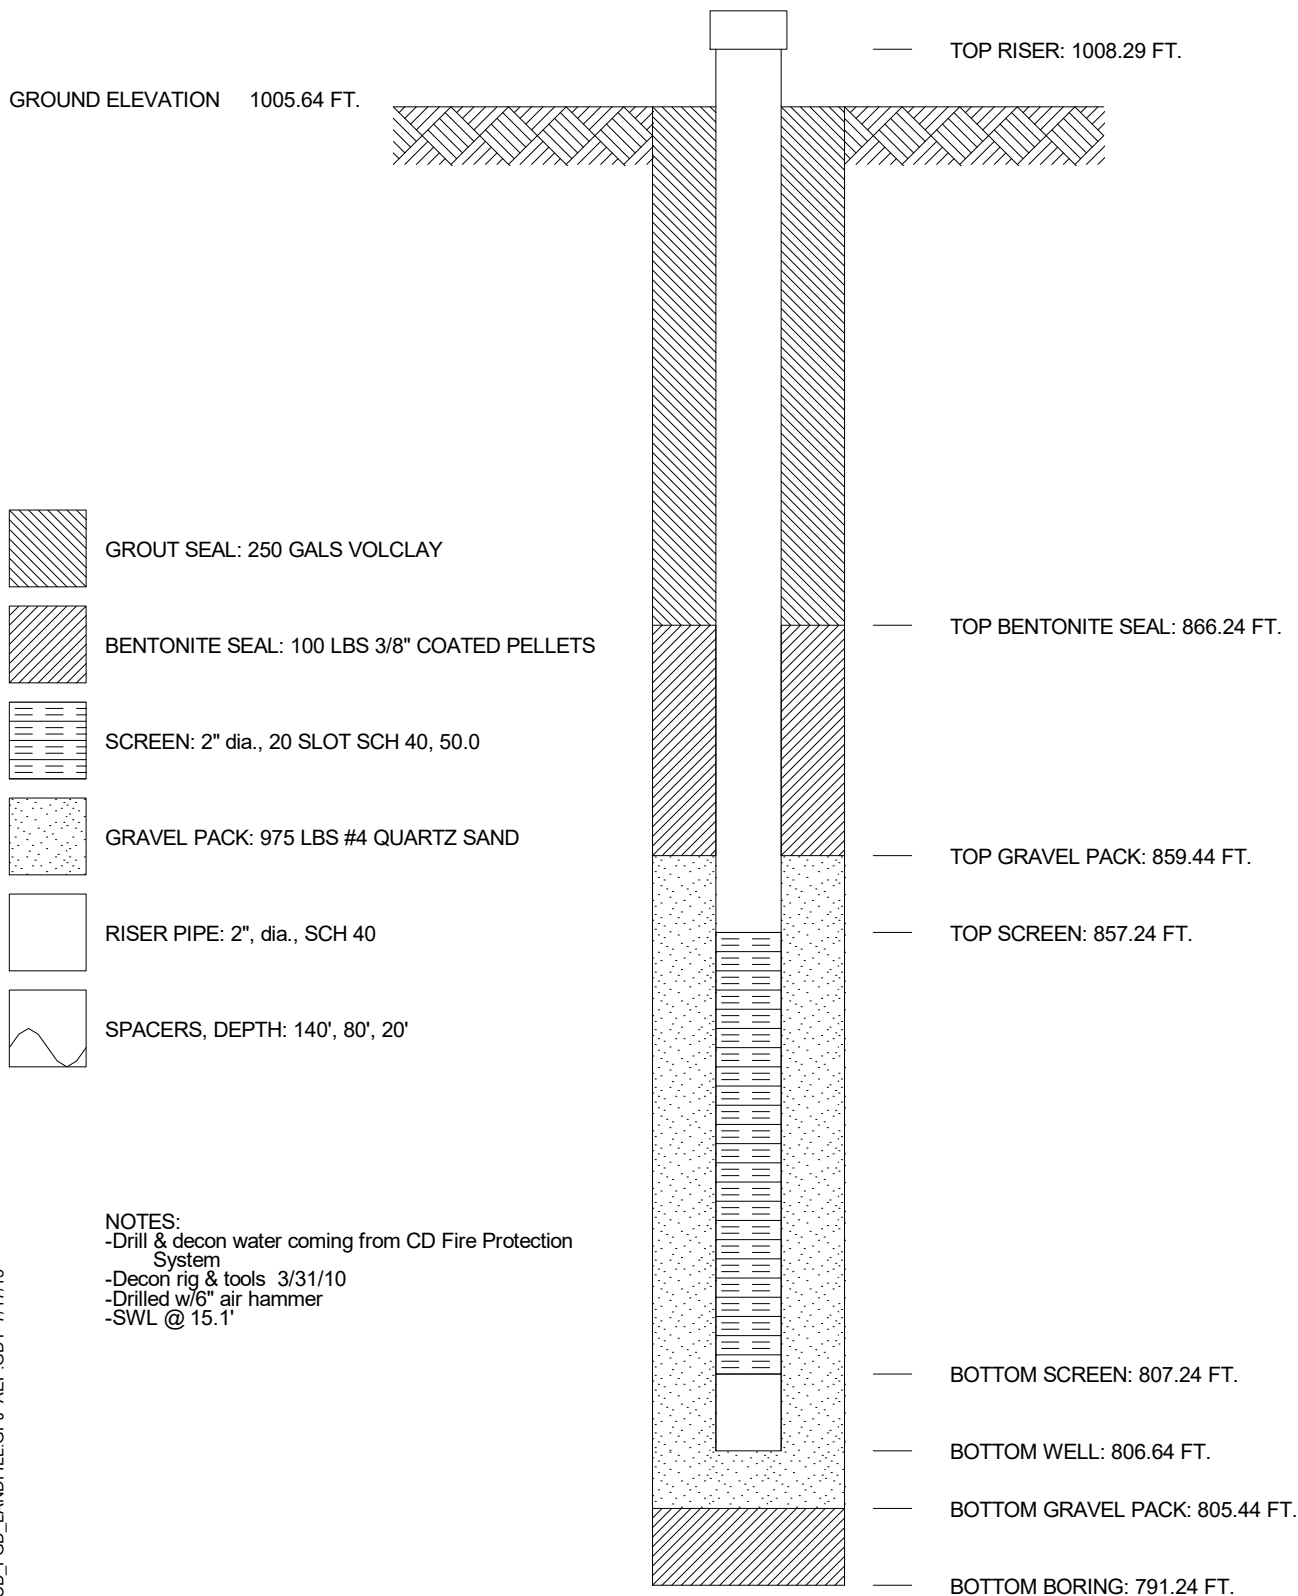 TOP RISER: 1008.29 FT.
GROUND ELEVATION 1005.64 FT.
GROUT SEAL: 250 GALS VOLCLAY
TOP BENTONITE SEAL: 866.24 FT.
BENTONITE SEAL: 100 LBS 3/8" COATED PELLETS
SCREEN: 2" dia., 20 SLOT SCH 40, 50.0
GRAVEL PACK: 975 LBS #4 QUARTZ SAND
TOP GRAVEL PACK: 859.44 FT.
RISER PIPE: 2", dia., SCH 40
TOP SCREEN: 857.24 FT.
SPACERS, DEPTH: 140', 80', 20'
NOTES:
-Drill & decon water coming from CD Fire Protection
System
-Decon rig & tools 3/31/10
-Drilled w/6" air hammer
-SWL @ 15.1'
BOTTOM SCREEN: 807.24 FT.
BOTTOM WELL: 806.64 FT.
BOTTOM GRAVEL PACK: 805.44 FT.
BOTTOM BORING: 791.24 FT.